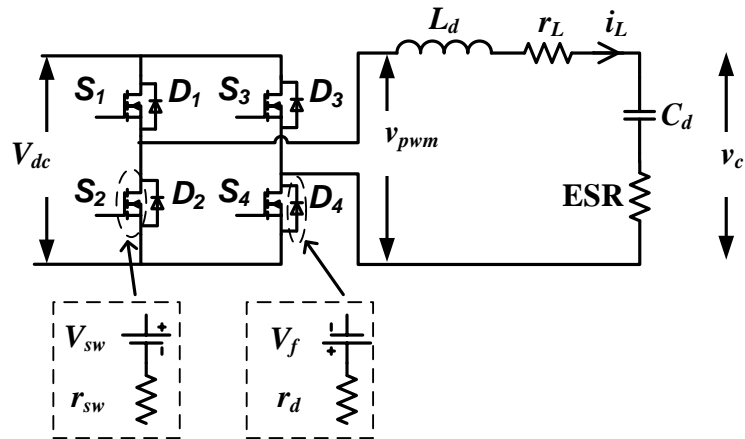 L_d
r_L
i_L
S_1
D_1
S_3
D_3
V_dc
v_pwm
C_d
v_c
S_2
D_2
S_4
D_4
ESR
V_sw
+
-
r_sw
V_f
-
+
r_d